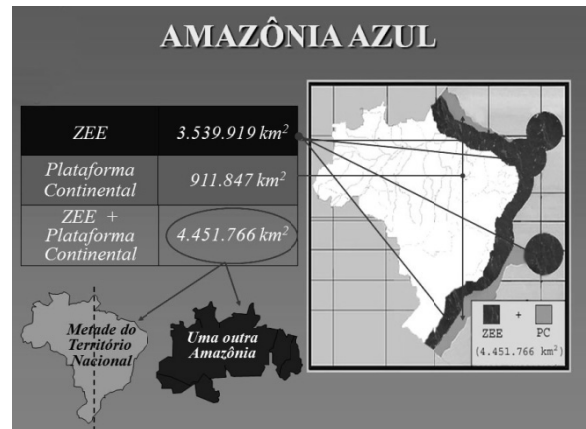 AMAZÔNIA AZUL
ZEE 3.539.919 km²
Plataforma
Continental 911.847 km²
ZEE +
Plataforma
Continental 4.451.766 km²
Metade do
Território
Nacional
Uma outra
Amazônia
+
ZEE PC
(4.451.766 km²)